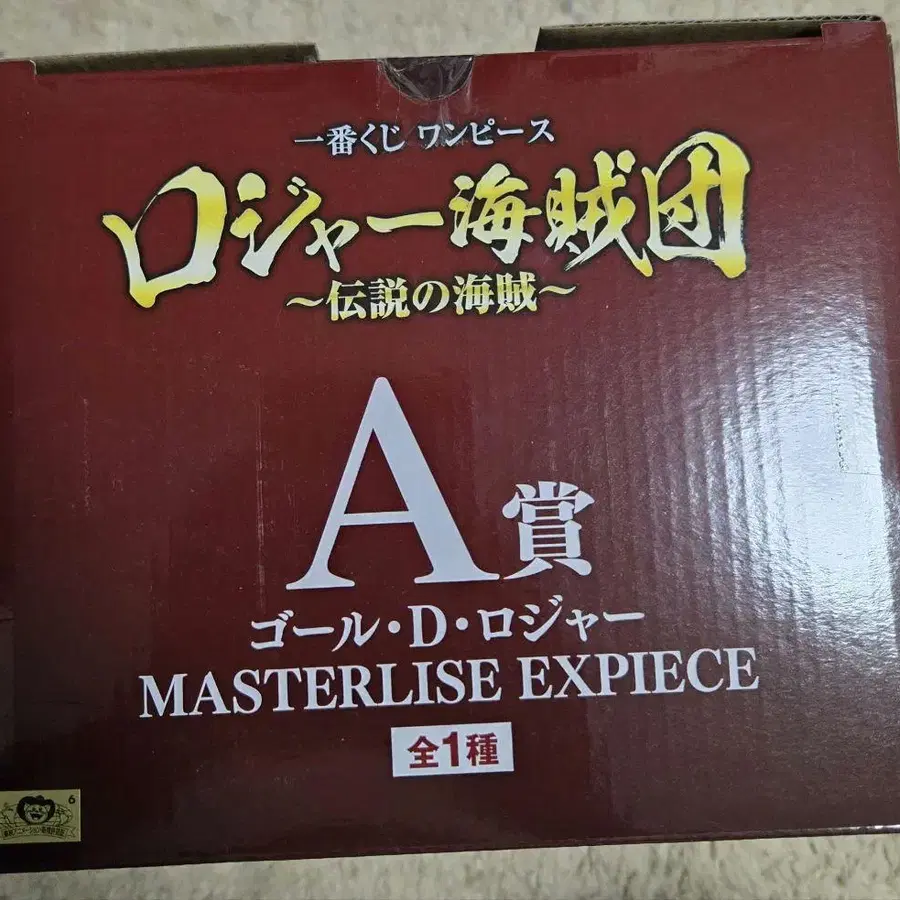 一番くじ ワンピース
ロジャー海賊団
~伝説の海賊~
A賞
ゴール・D・ロジャー
MASTERLISE EXPIECE
全1種
6